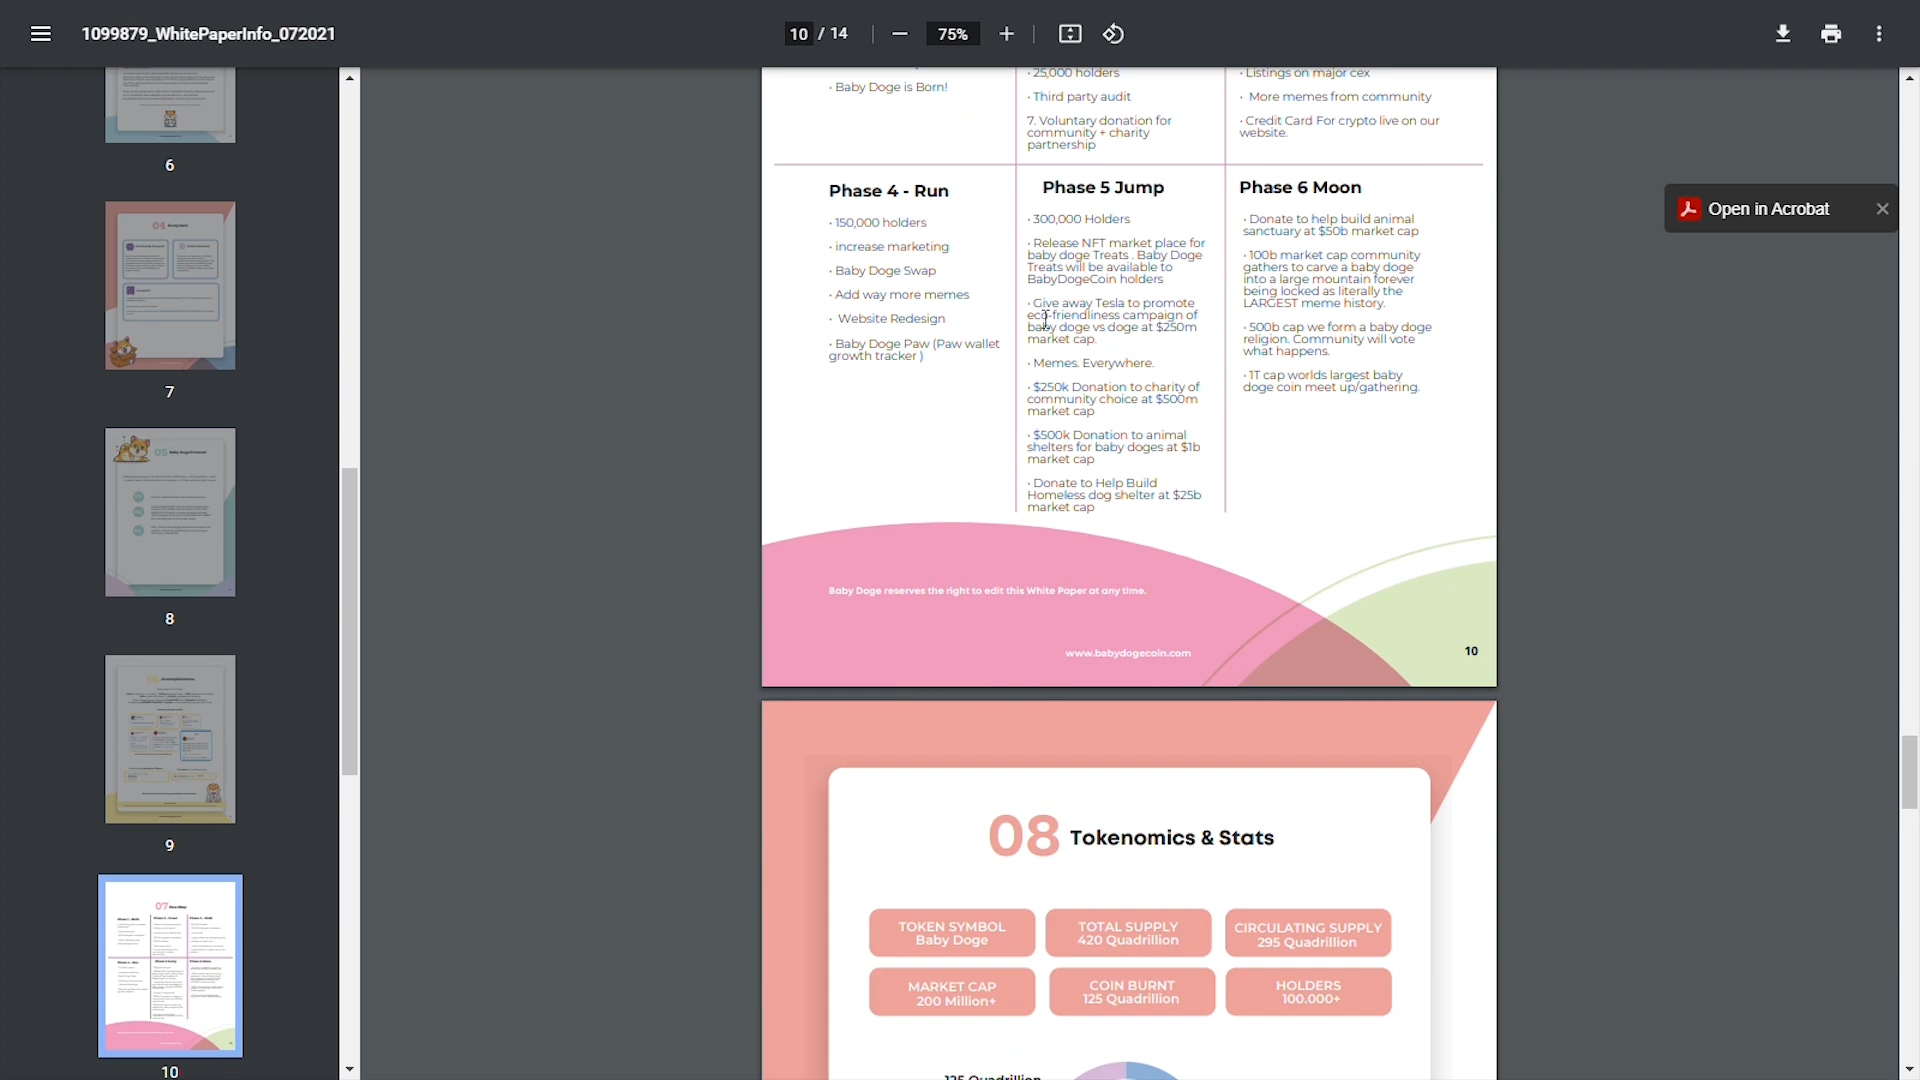 1099879_WhitePaperInfo_072021
10 / 14
75%
Open in Acrobat
6
7
8
9
10
• Baby Doge is Born!
• 25,000 holders
• Third party audit
7. Voluntary donation for
community + charity
partnership
• Listings on major cex
• More memes from community
• Credit Card For crypto live on our
website.
Phase 4 - Run
• 150,000 holders
• increase marketing
• Baby Doge Swap
• Add way more memes
• Website Redesign
• Baby Doge Paw (Paw wallet
growth tracker )
Phase 5 Jump
• 300,000 Holders
• Release NFT market place for
baby doge Treats . Baby Doge
Treats will be available to
BabyDogeCoin holders
• Give away Tesla to promote
eco-friendliness campaign of
baby doge vs doge at $250m
market cap.
• Memes. Everywhere.
• $250k Donation to charity of
community choice at $500m
market cap
• $500k Donation to animal
shelters for baby doges at $1b
market cap
• Donate to Help Build
Homeless dog shelter at $25b
market cap
Phase 6 Moon
• Donate to help build animal
sanctuary at $50b market cap
• 100b market cap community
gathers to carve a baby doge
into a large mountain forever
being locked as literally the
LARGEST meme history.
• 500b cap we form a baby doge
religion. Community will vote
what happens.
• 1T cap worlds largest baby
doge coin meet up/gathering.
Baby Doge reserves the right to edit this White Paper at any time.
www.babydogecoin.com
10
08 Tokenomics & Stats
TOKEN SYMBOL
Baby Doge
TOTAL SUPPLY
420 Quadrillion
CIRCULATING SUPPLY
295 Quadrillion
MARKET CAP
200 Million+
COIN BURNT
125 Quadrillion
HOLDERS
100.000+
125 Quadrillion